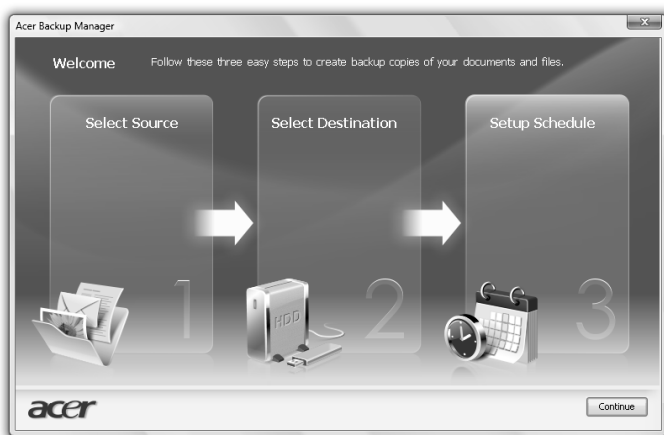 Acer Backup Manager
x
Welcome
Follow these three easy steps to create backup copies of your documents and files.
Select Source
Select Destination
Setup Schedule
1
HDD
2
3
acer
Continue